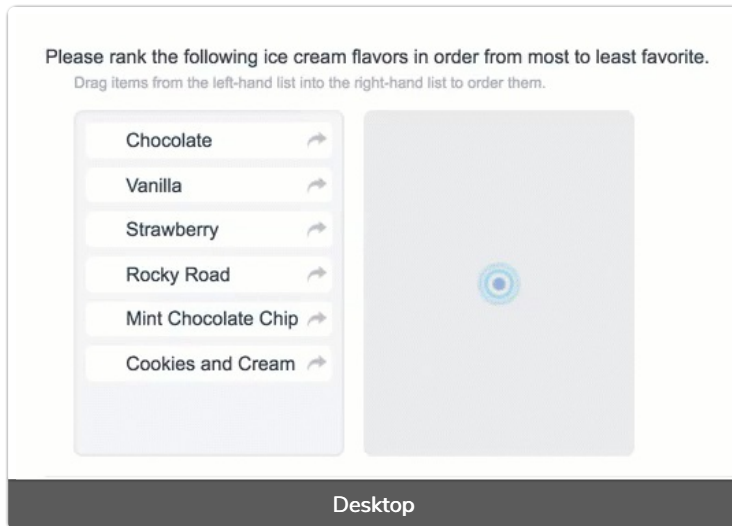 Please rank the following ice cream flavors in order from most to least favorite.
Drag items from the left-hand list into the right-hand list to order them.
Chocolate
Vanilla
Strawberry
Rocky Road
Mint Chocolate Chip
Cookies and Cream
Desktop